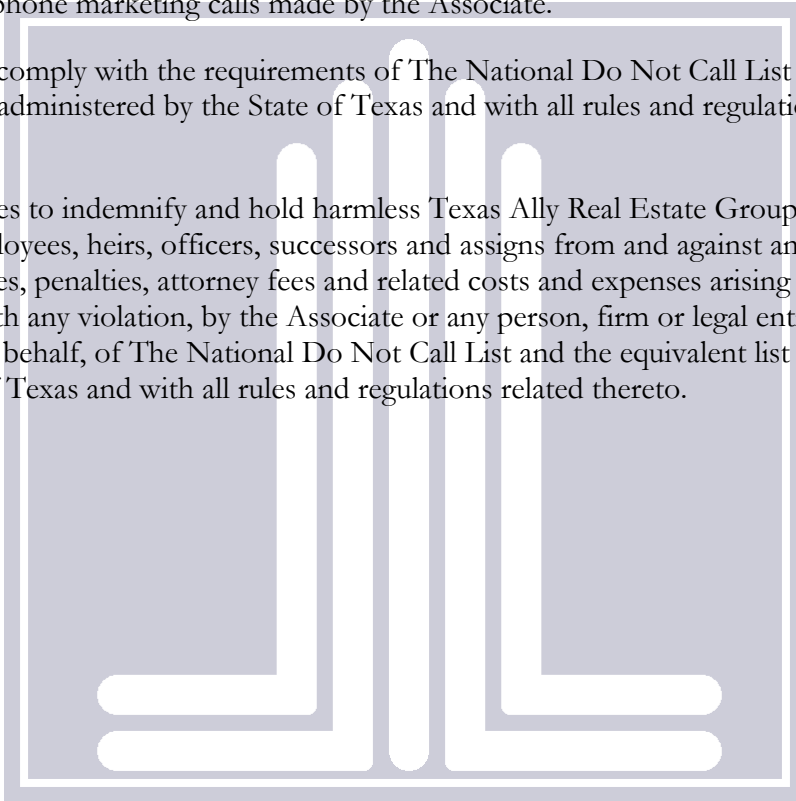 phone marketing calls made by the Associate.
comply with the requirements of The National Do Not Call List
administered by the State of Texas and with all rules and
es to indemnify and hold harmless Texas Ally Real Estate Group
loyees, heirs, officers, successors and assigns from and against
es, penalties, attorney fees and related costs and expenses arising
th any violation, by the Associate or any person, firm or legal
behalf, of The National Do Not Call List and the equivalent list
Texas and with all rules and regulations related thereto.